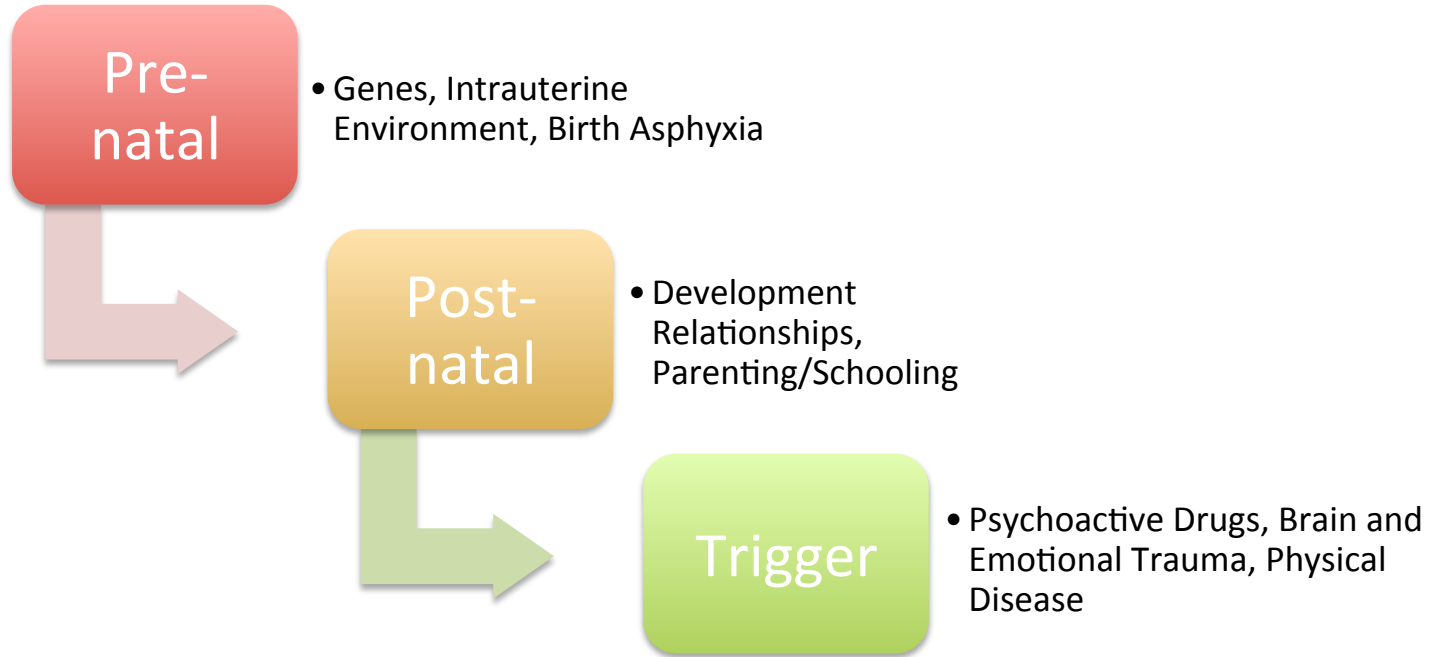 Pre-
natal
• Genes, Intrauterine
Environment, Birth Asphyxia
Post-
natal
• Development
Relationships,
Parenting/Schooling
Trigger
• Psychoactive Drugs, Brain and
Emotional Trauma, Physical
Disease